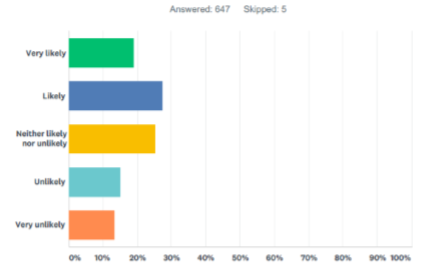 Answered: 647 Skipped: 5
Very likely
Likely
Neither likely
nor unlikely
Unlikely
Very unlikely
0% 10% 20% 30% 40% 50% 60% 70% 80% 90% 100%